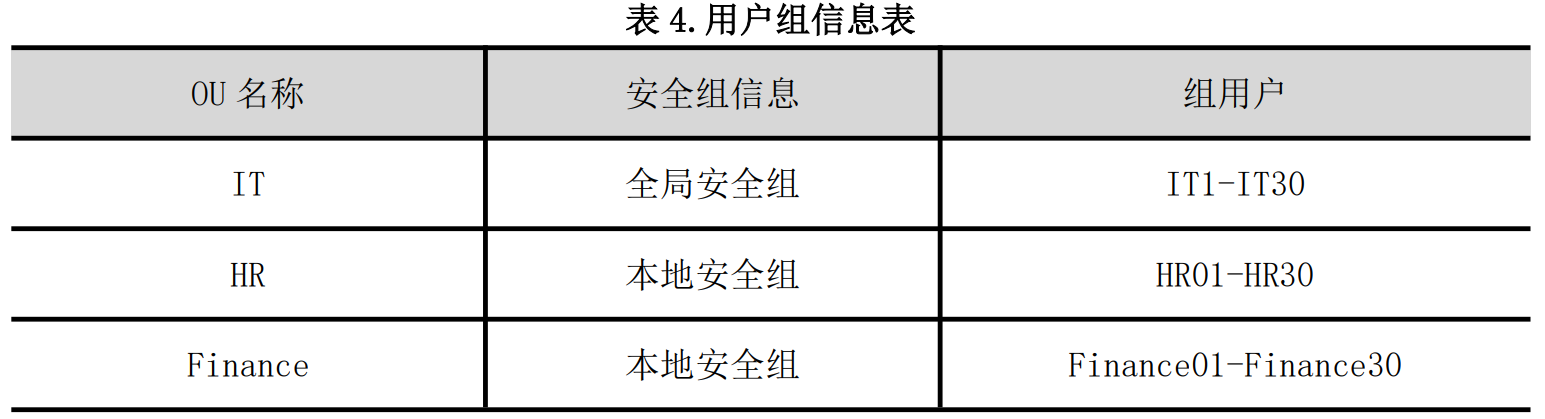 表 4.用户组信息表
OU 名称 安全组信息 组用户
IT 全局安全组 IT1-IT30
HR 本地安全组 HR01-HR30
Finance 本地安全组 Finance01-Finance30